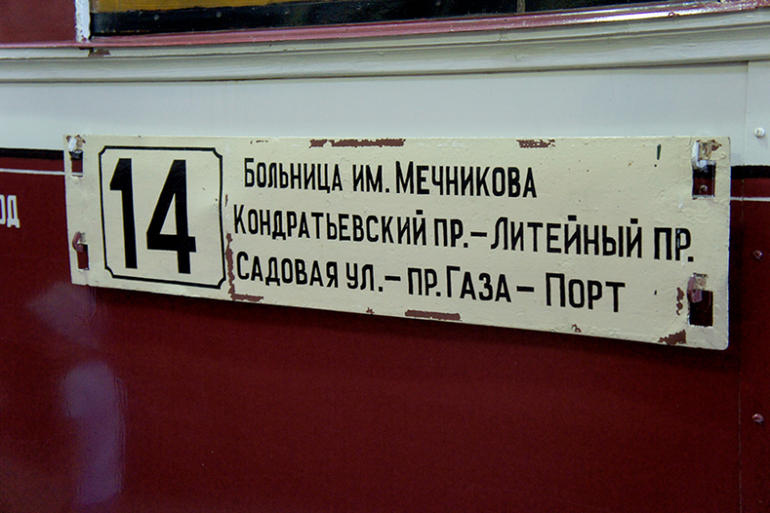 14
Больница им. Мечникова
Кондратьевский пр.-Литейный пр.
Садовая ул.- пр. Газа - Порт